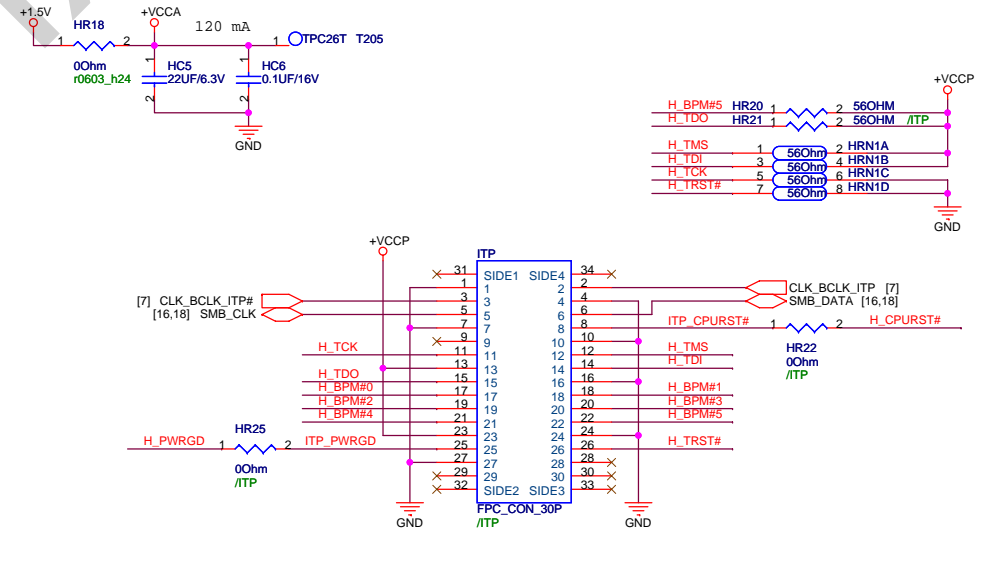 +1.5V
+VCCA
HR18
120 mA
1 2
1 TPC26T T205
0Ohm
r0603_h24
1 HC5
22UF/6.3V
2
1 HC6
0.1UF/16V
2
GND
+VCCP
H_BPM#5 HR20 1 2 56OHM
H_TDO HR21 1 2 56OHM /ITP
H_TMS 1 56Ohm 2 HRN1A
H_TDI 3 56Ohm 4 HRN1B
H_TCK 5 56Ohm 6 HRN1C
H_TRST# 7 56Ohm 8 HRN1D
GND
+VCCP
ITP
31 SIDE1 SIDE4 34
1 1 2 2 CLK_BCLK_ITP [7]
[7] CLK_BCLK_ITP# 3 3 4 4 SMB_DATA [16,18]
[16,18] SMB_CLK 5 5 6 6
7 7 8 8 ITP_CPURST# 1 2 H_CPURST#
9 9 10 10
HR22
0Ohm
/ITP
H_TCK 11 11 12 12 H_TMS
13 13 14 14 H_TDI
H_TDO 15 15 16 16
H_BPM#0 17 17 18 18 H_BPM#1
H_BPM#2 19 19 20 20 H_BPM#3
H_BPM#4 21 21 22 22 H_BPM#5
23 23 24 24
HR25
H_PWRGD 1 2 ITP_PWRGD 25 25 26 26 H_TRST#
0Ohm
/ITP
27 27 28 28
29 29 30 30
32 SIDE2 SIDE3 33
FPC_CON_30P
/ITP
GND
GND